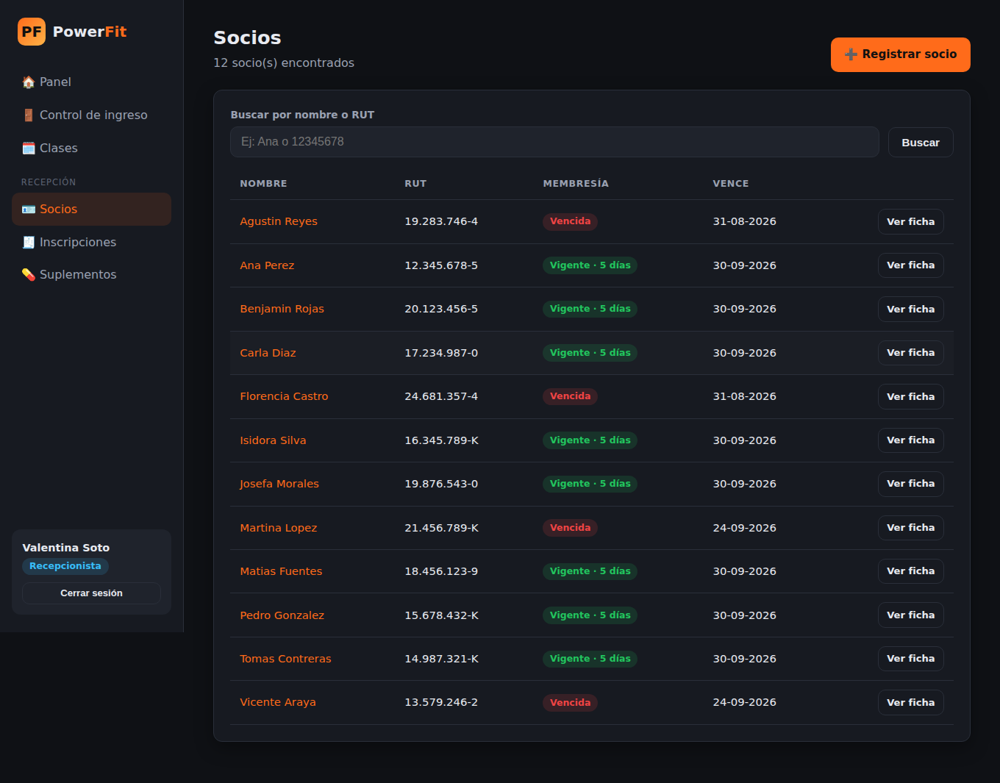 PF PowerFit
🏠 Panel
🚪 Control de ingreso
🗓️ Clases
RECEPCIÓN
🪪 Socios
🧾 Inscripciones
💊 Suplementos
Valentina Soto
Recepcionista
Cerrar sesión
Socios
12 socio(s) encontrados
➕ Registrar socio
Buscar por nombre o RUT
Ej: Ana o 12345678 Buscar
NOMBRE RUT MEMBRESÍA VENCE
Agustin Reyes 19.283.746-4 Vencida 31-08-2026 Ver ficha
Ana Perez 12.345.678-5 Vigente · 5 días 30-09-2026 Ver ficha
Benjamin Rojas 20.123.456-5 Vigente · 5 días 30-09-2026 Ver ficha
Carla Diaz 17.234.987-0 Vigente · 5 días 30-09-2026 Ver ficha
Florencia Castro 24.681.357-4 Vencida 31-08-2026 Ver ficha
Isidora Silva 16.345.789-K Vigente · 5 días 30-09-2026 Ver ficha
Josefa Morales 19.876.543-0 Vigente · 5 días 30-09-2026 Ver ficha
Martina Lopez 21.456.789-K Vencida 24-09-2026 Ver ficha
Matias Fuentes 18.456.123-9 Vigente · 5 días 30-09-2026 Ver ficha
Pedro Gonzalez 15.678.432-K Vigente · 5 días 30-09-2026 Ver ficha
Tomas Contreras 14.987.321-K Vigente · 5 días 30-09-2026 Ver ficha
Vicente Araya 13.579.246-2 Vencida 24-09-2026 Ver ficha